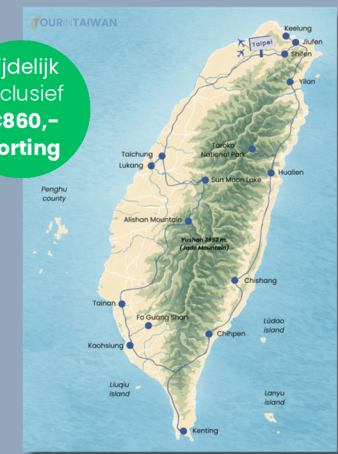 TOURINTAIWAN
Keelung
Taipei
Jiufen
Shifen
jdelijk
clusief
860,-
orting
Yilan
Taroko
National Park
Taichung
Lukang
Hualien
Sun Moon Lake
Penghu
county
Alishan Mountain
Yushan 3952 m.
(Jade Mountain)
Chishang
Tainan
Fo Guang Shan
Lüdao
island
Chihpen
Kaohsiung
Liuqiu
island
Lanyu
island
Kenting